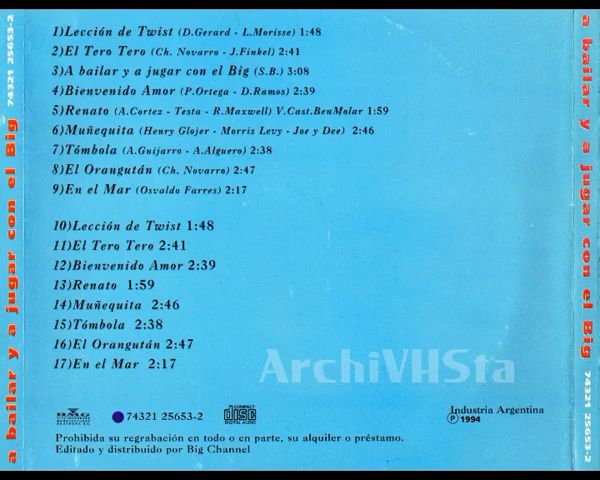 1)Lección de Twist (D.Gerard - L.Morisse) 1:48
2)El Tero Tero (Ch. Novarro - J.Finkel) 2:41
3)A bailar y a jugar con el Big (S.B.) 3:08
4)Bienvenido Amor (P.Ortega - D.Ramos) 2:39
5)Renato (A.Cortez - Testa - R.Maxwell) V.Cast.BenMolar 1:59
6)Muñequita (Henry Glojer - Morris Levy - Joe y Dee) 2:46
7)Tómbola (A.Guijarro - A.Alguero) 2:38
8)El Orangután (Ch. Novarro) 2:47
9)En el Mar (Osvaldo Farres) 2:17
10)Lección de Twist 1:48
11)El Tero Tero 2:41
12)Bienvenido Amor 2:39
13)Renato 1:59
14)Muñequita 2:46
15)Tómbola 2:38
16)El Orangután 2:47
17)En el Mar 2:17
ArchiVHSta
BMG
74321 25653-2
COMPACT
disc
DIGITAL AUDIO
Industria Argentina
℗ 1994
Prohibida su regrabación en todo o en parte, su alquiler o préstamo.
Editado y distribuido por Big Channel
a bailar y a jugar con el Big 74321 25653-2
a bailar y a jugar con el Big 74321 25653-2